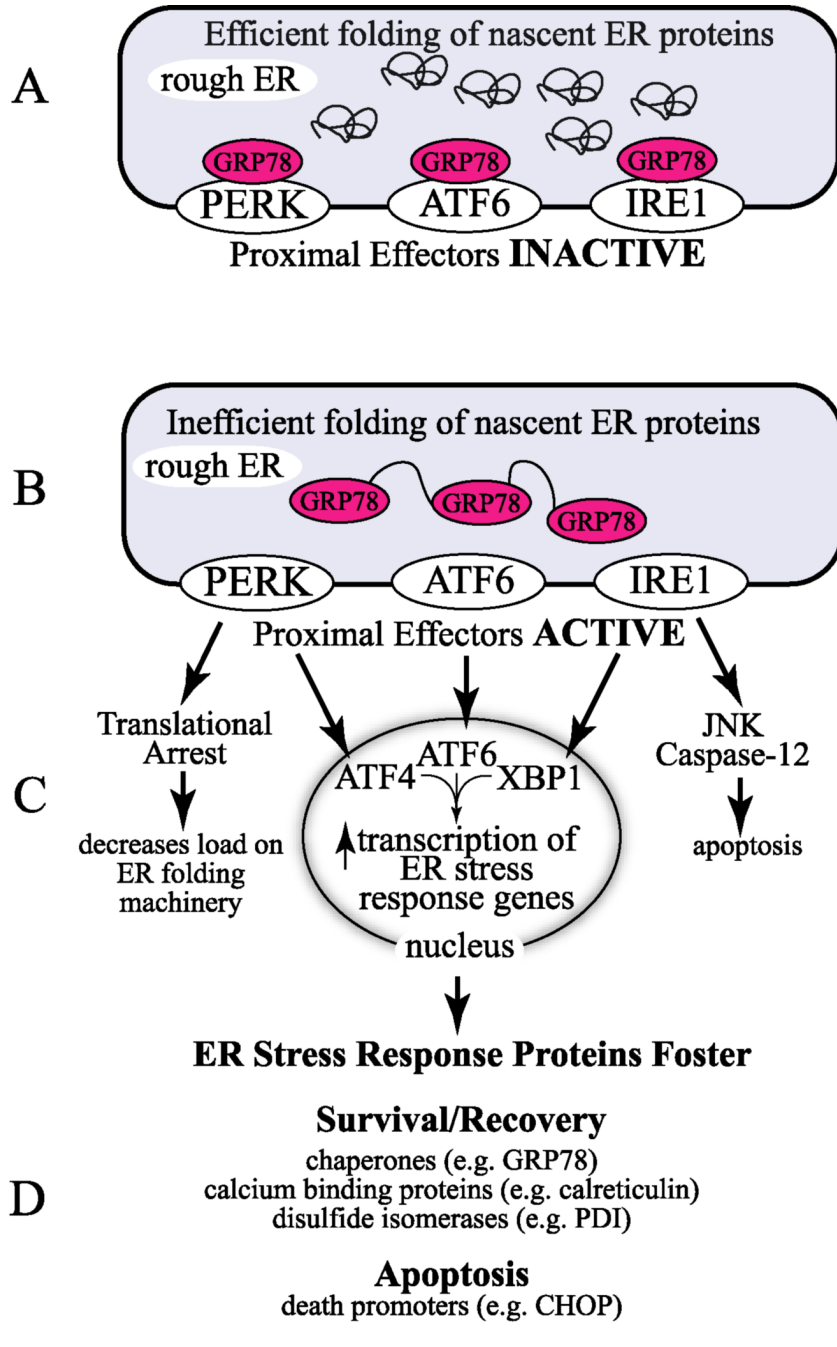 A
Efficient folding of nascent ER proteins
rough ER
GRP78 GRP78 GRP78
PERK ATF6 IRE1
Proximal Effectors INACTIVE
B
Inefficient folding of nascent ER proteins
rough ER
GRP78 GRP78 GRP78
PERK ATF6 IRE1
Proximal Effectors ACTIVE
C
Translational
Arrest
decreases load on
ER folding
machinery
ATF6
ATF4 XBP1
transcription of
ER stress
response genes
nucleus
JNK
Caspase-12
apoptosis
ER Stress Response Proteins Foster
D
Survival/Recovery
chaperones (e.g. GRP78)
calcium binding proteins (e.g. calreticulin)
disulfide isomerases (e.g. PDI)
Apoptosis
death promoters (e.g. CHOP)